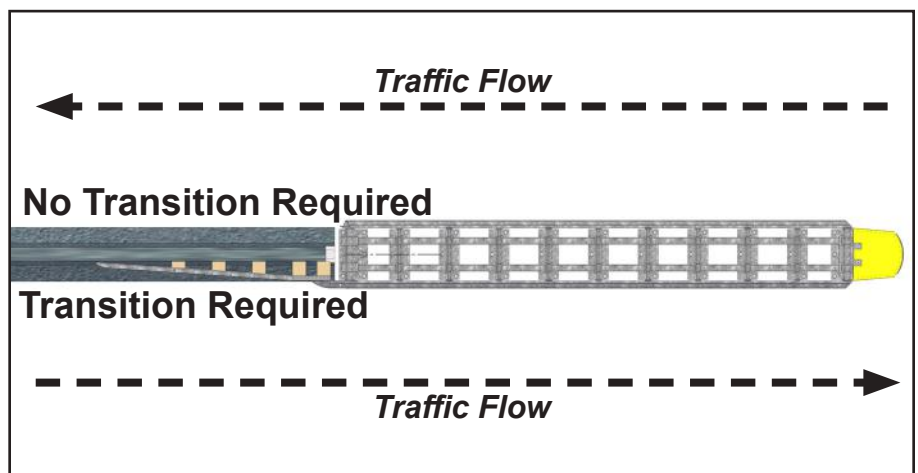 Traffic Flow
No Transition Required
Transition Required
Traffic Flow